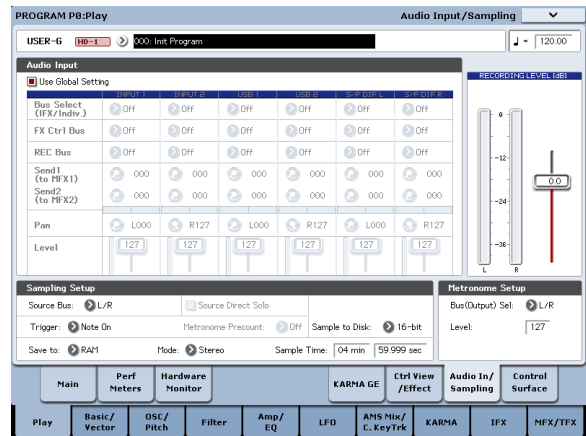 PROGRAM P0:Play
Audio Input/Sampling
USER-G HD-1 000: Init Program
♩ = 120.00
Audio Input
Use Global Setting
RECORDING LEVEL (dB)
INPUT 1 INPUT 2 USB 1 USB 2 S/P DIF L S/P DIF R
Bus Select
(IFX/Indiv.)
Off Off Off Off Off Off
FX Ctrl Bus Off Off Off Off Off Off
REC Bus Off Off Off Off Off Off
Send1
(to MFX1)
000 000 000 000 000 000
Send2
(to MFX2)
000 000 000 000 000 000
Pan L000 R127 L000 R127 L000 R127
Level 127 127 127 127 127 127
0
-12
-24
-36
L R
0.0
Sampling Setup
Source Bus: L/R Source Direct Solo
Trigger: Note On Metronome Precount: Off Sample to Disk: 16-bit
Save to: RAM Mode: Stereo Sample Time: 04 min 59.999 sec
Metronome Setup
Bus(Output) Sel: L/R
Level: 127
Main
Perf
Meters
Hardware
Monitor
KARMA GE
Ctrl View
/Effect
Audio In/
Sampling
Control
Surface
Play
Basic/
Vector
OSC/
Pitch
Filter
Amp/
EQ
LFO
AMS Mix/
C. KeyTrk
KARMA
IFX
MFX/TFX